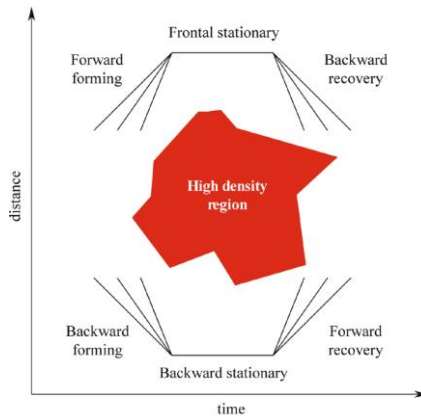 Frontal stationary
Forward
forming
Backward
recovery
High density
region
distance
Backward
forming
Forward
recovery
Backward stationary
time